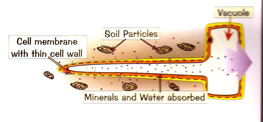 Vacuole
Soil Particles
Cell membrane
with thin cell wall
Minerals and Water absorbed